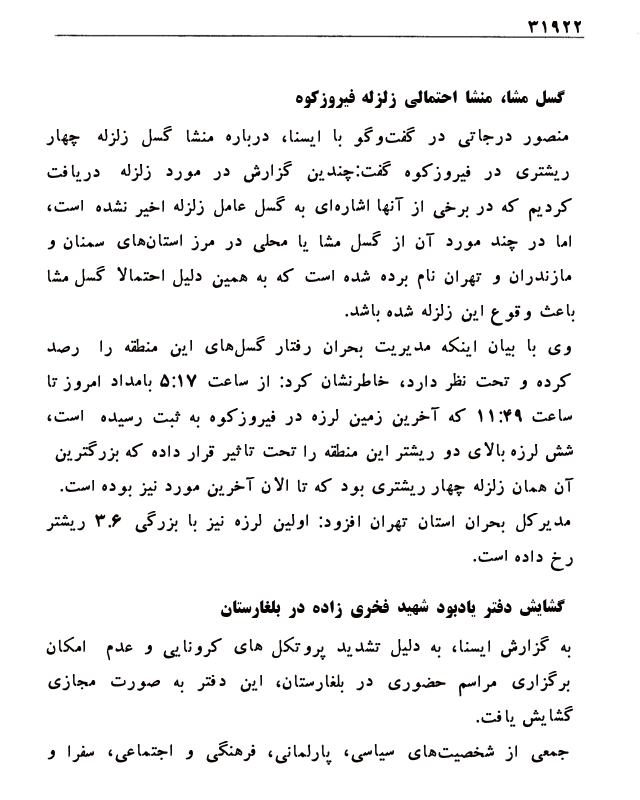 ۳۱۹۲۲
گسل مشا، منشا احتمالی زلزله فیروزکوه
منصور درجاتی در گفت‌وگو با ایسنا، درباره منشا گسل زلزله چهار
ریشتری در فیروزکوه گفت:چندین گزارش در مورد زلزله دریافت
کردیم که در برخی از آنها اشاره‌ای به گسل عامل زلزله اخیر نشده است،
اما در چند مورد آن از گسل مشا یا محلی در مرز استان‌های سمنان و
مازندران و تهران نام برده شده است که به همین دلیل احتمالا گسل مشا
باعث وقوع این زلزله شده باشد.
وی با بیان اینکه مدیریت بحران رفتار گسل‌های این منطقه را رصد
کرده و تحت نظر دارد، خاطرنشان کرد: از ساعت ۵:۱۷ بامداد امروز تا
ساعت ۱۱:۴۹ که آخرین زمین لرزه در فیروزکوه به ثبت رسیده است،
شش لرزه بالای دو ریشتر این منطقه را تحت تاثیر قرار داده که بزرگترین
آن همان زلزله چهار ریشتری بود که تا الان آخرین مورد نیز بوده است.
مدیرکل بحران استان تهران افزود: اولین لرزه نیز با بزرگی ۳.۶ ریشتر
رخ داده است.
گشایش دفتر یادبود شهید فخری زاده در بلغارستان
به گزارش ایسنا، به دلیل تشدید پروتکل های کرونایی و عدم امکان
برگزاری مراسم حضوری در بلغارستان، این دفتر به صورت مجازی
گشایش یافت.
جمعی از شخصیت‌های سیاسی، پارلمانی، فرهنگی و اجتماعی، سفرا و